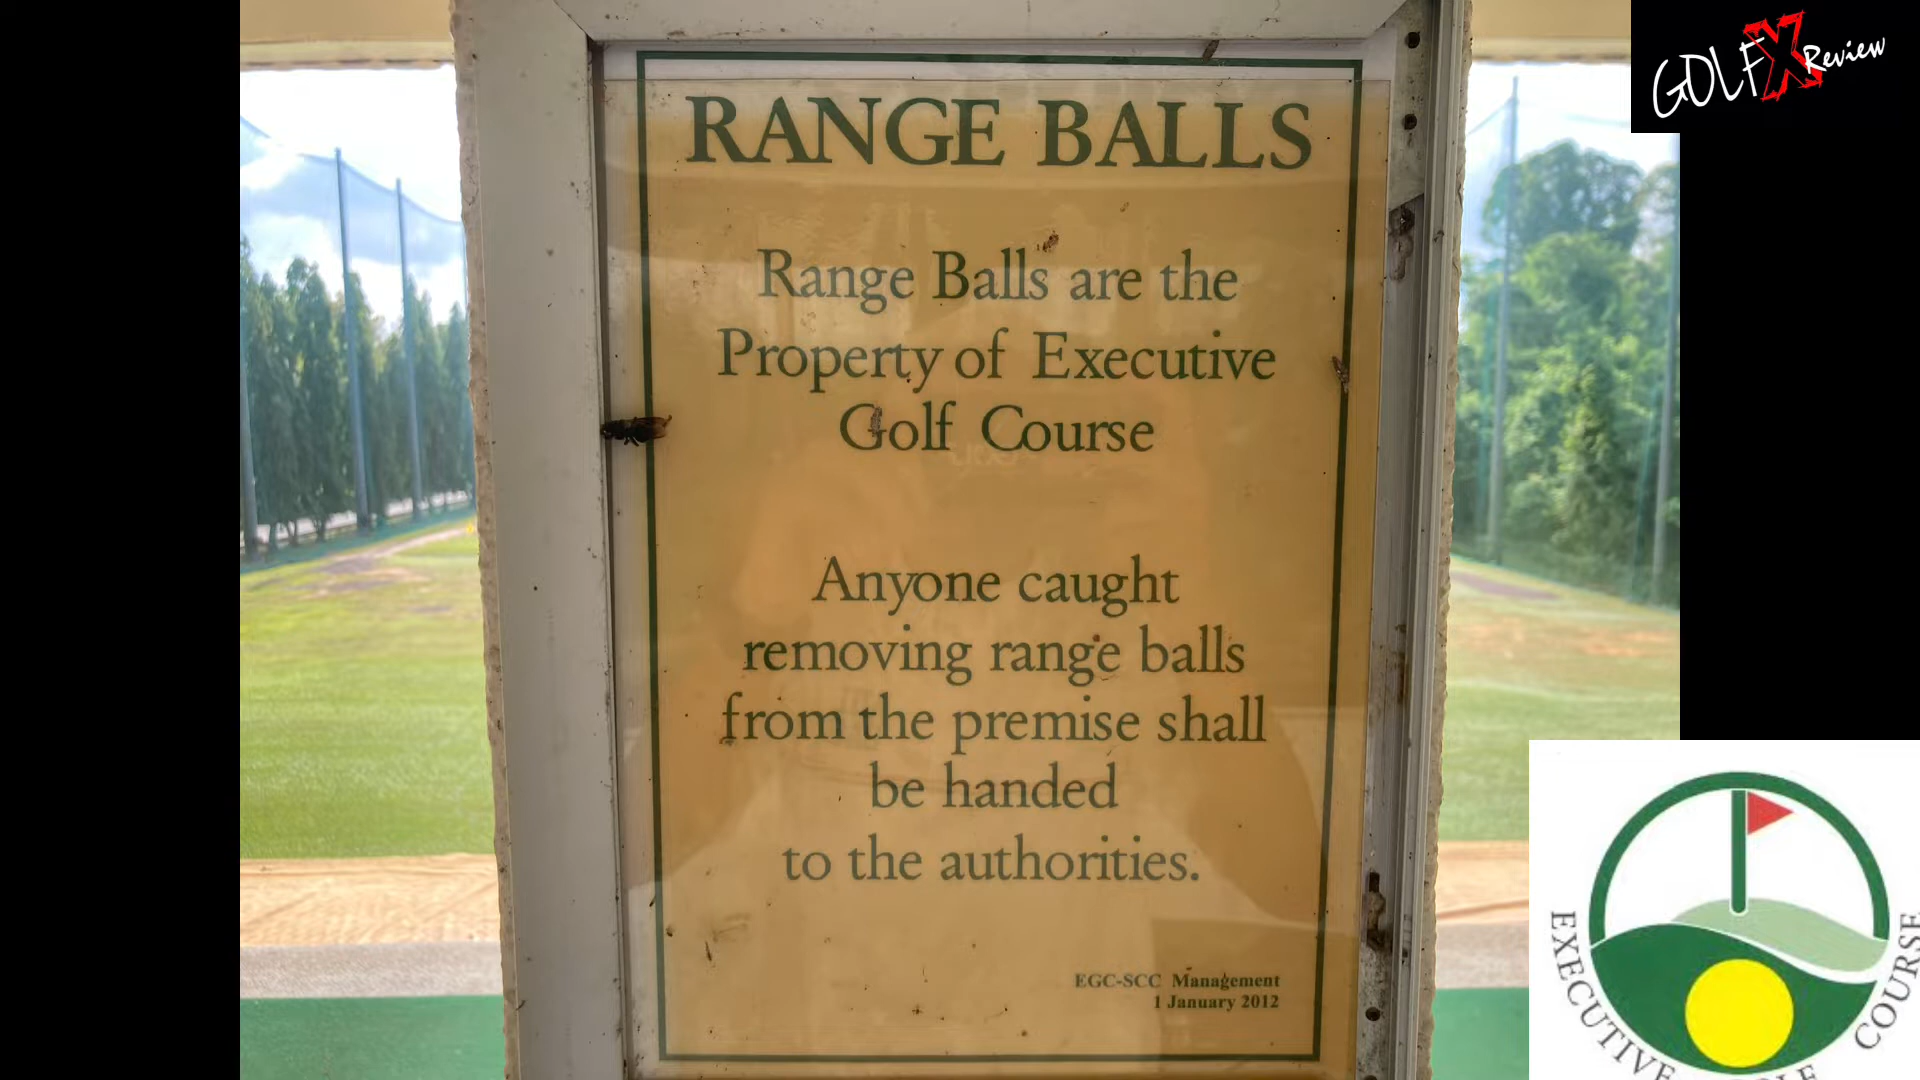 GOLFX Review
RANGE BALLS
Range Balls are the
Property of Executive
Golf Course
Anyone caught
removing range balls
from the premise shall
be handed
to the authorities.
EGC-SCC Management
1 January 2012
EXECUTIVE GOLF COURSE